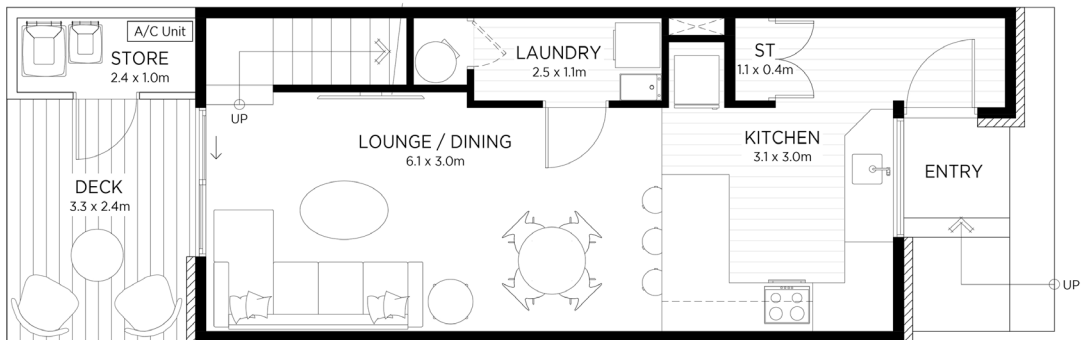 A/C Unit
STORE
2.4 x 1.0m
LAUNDRY
2.5 x 1.1m
ST
1.1 x 0.4m
UP
LOUNGE / DINING
6.1 x 3.0m
KITCHEN
3.1 x 3.0m
ENTRY
DECK
3.3 x 2.4m
UP